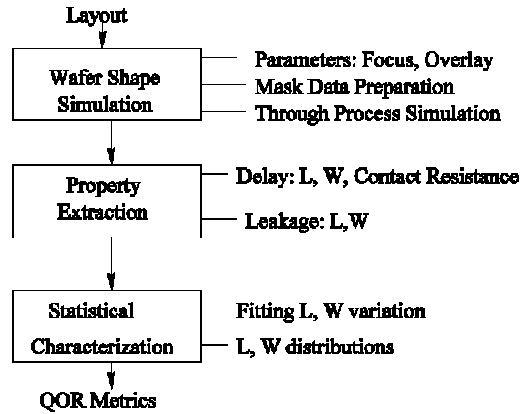 Layout
Wafer Shape
Simulation
Parameters: Focus, Overlay
Mask Data Preparation
Through Process Simulation
Property
Extraction
Delay: L, W, Contact Resistance
Leakage: L,W
Statistical
Characterization
Fitting L, W variation
L, W distributions
QOR Metrics